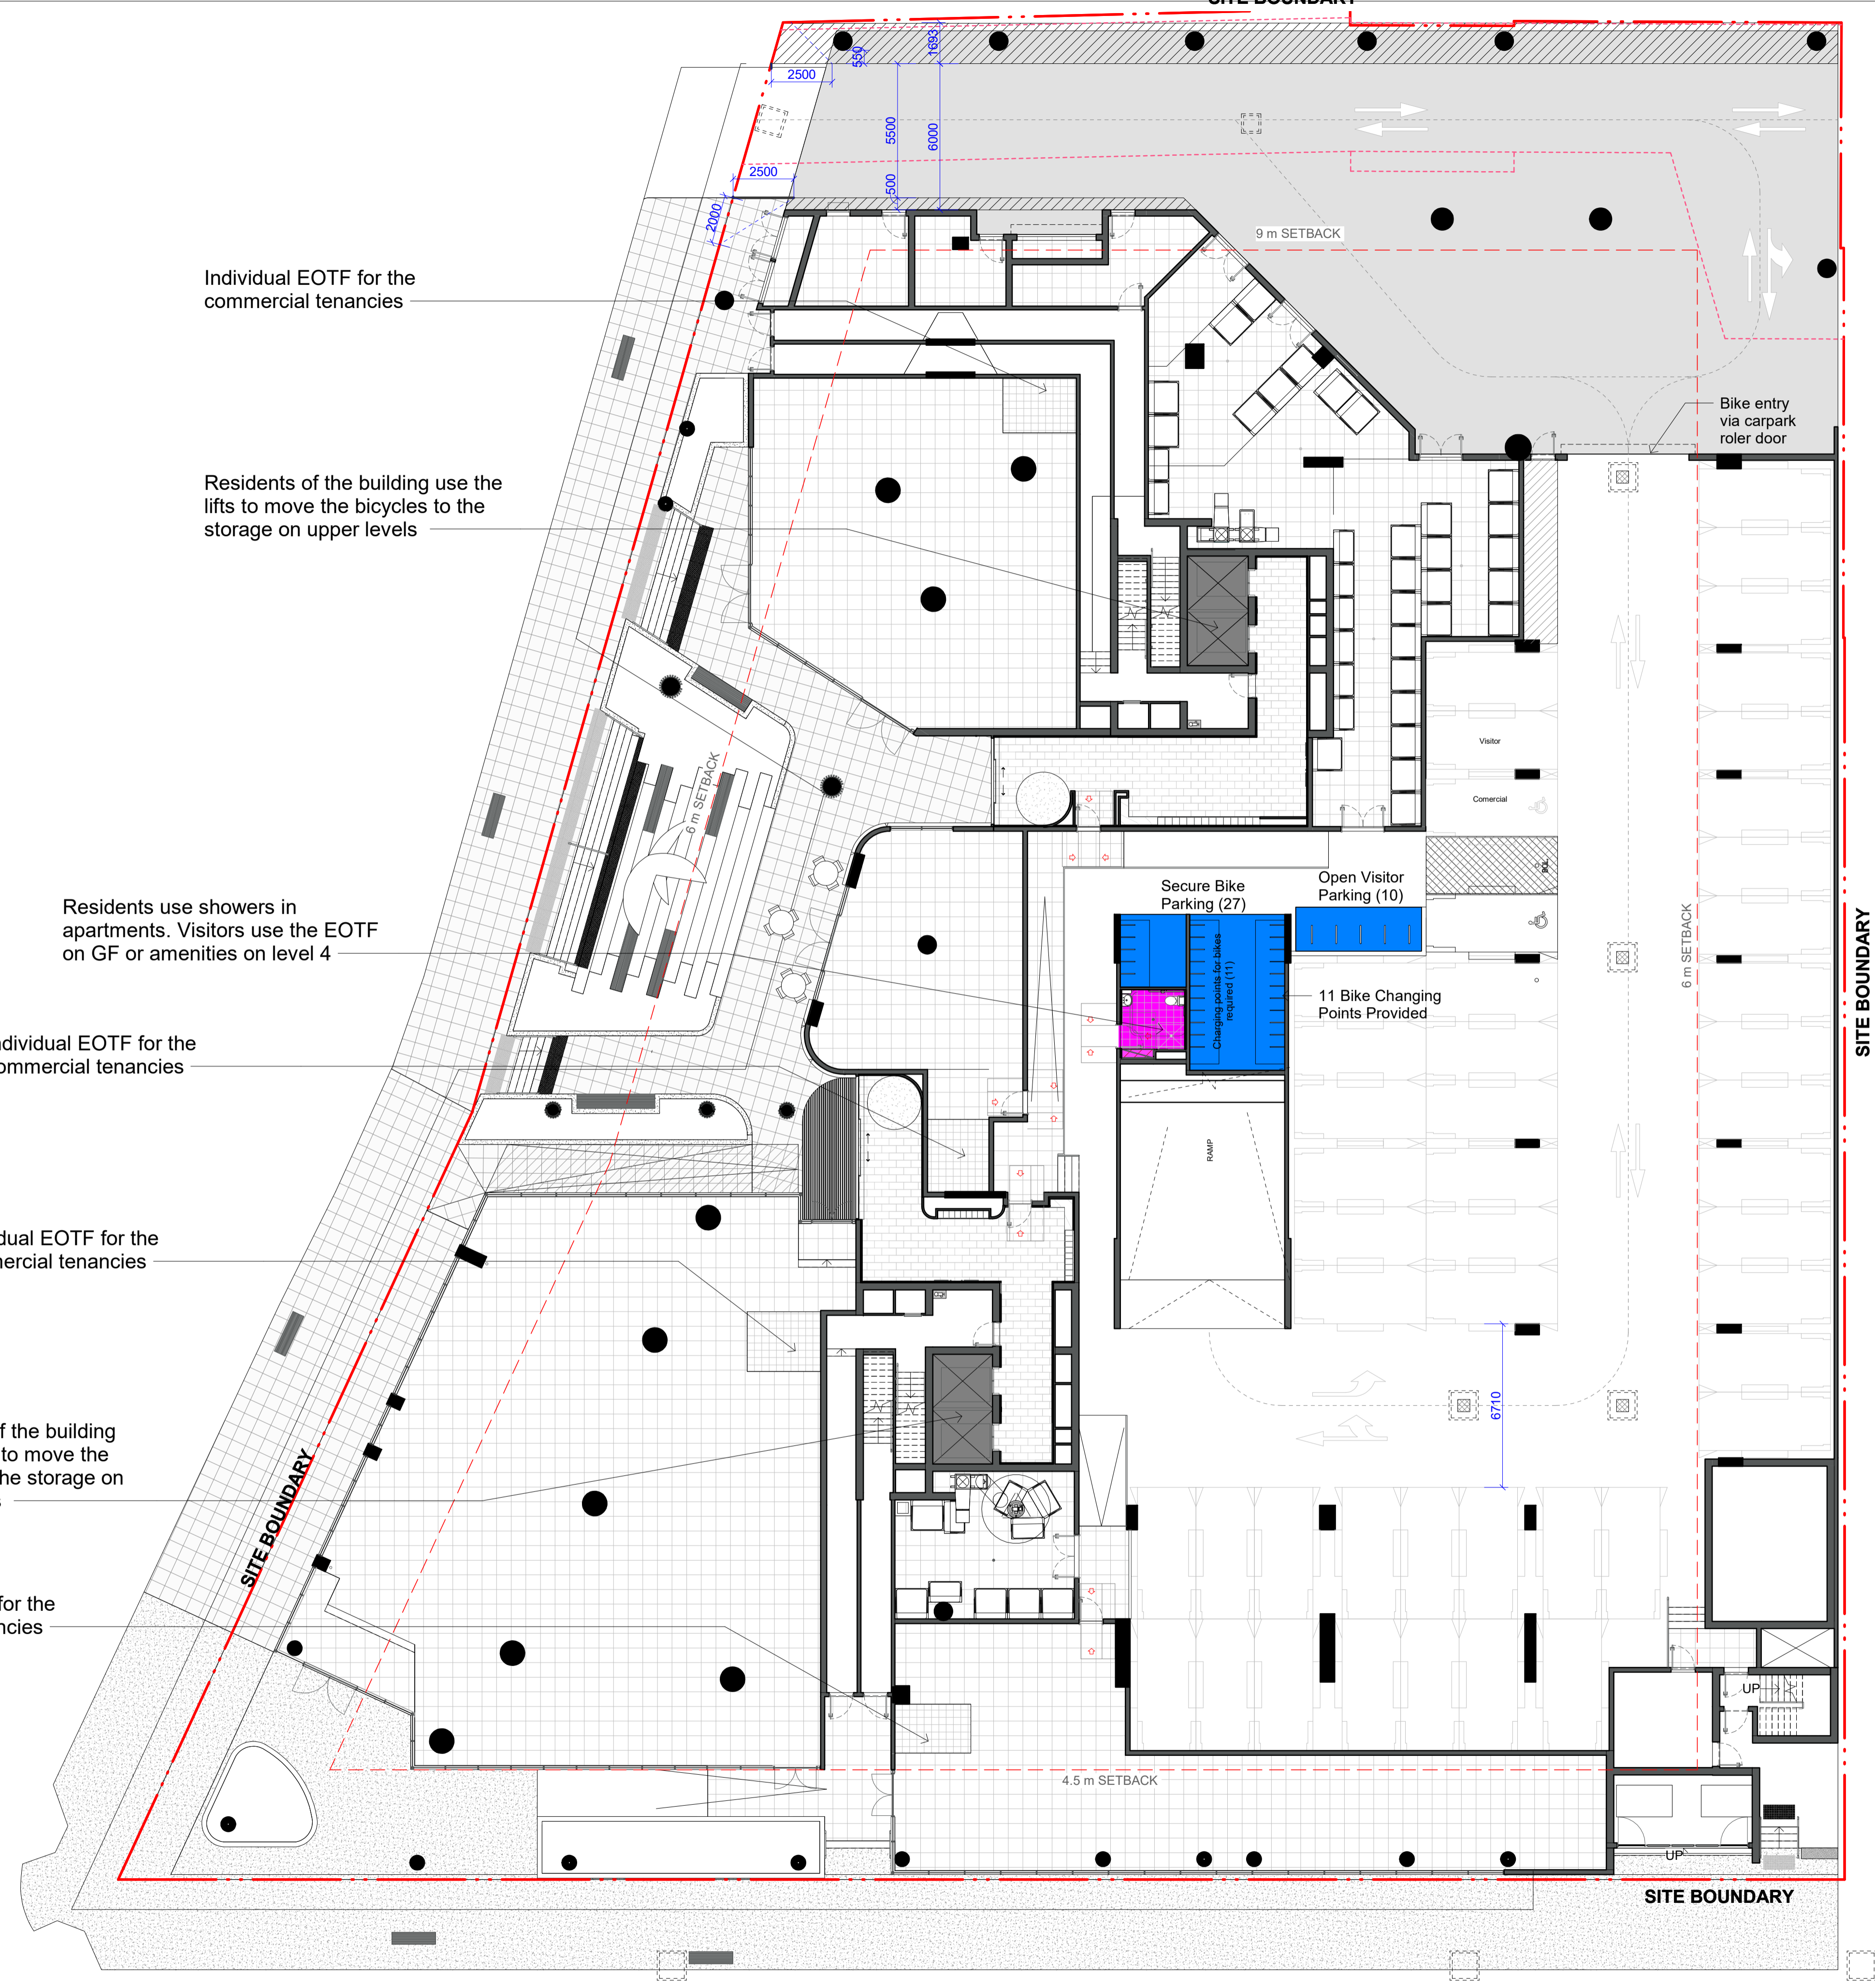 SITE BOUNDARY
1693
550
2500
5500
6000
2500
500
2000
9 m SETBACK
Individual EOTF for the
commercial tenancies
Bike entry
via carpark
roler door
Residents of the building use the
lifts to move the bicycles to the
storage on upper levels
Visitor
Comercial
6 m SETBACK
Secure Bike
Parking (27)
Open Visitor
Parking (10)
Residents use showers in
apartments. Visitors use the EOTF
on GF or amenities on level 4
6 m SETBACK
SITE BOUNDARY
Charging points for bikes
required (11)
11 Bike Changing
Points Provided
ndividual EOTF for the
ommercial tenancies
RAMP
dual EOTF for the
mercial tenancies
6710
f the building
to move the
he storage on
s
SITE BOUNDARY
for the
ncies
UP
4.5 m SETBACK
UP
SITE BOUNDARY